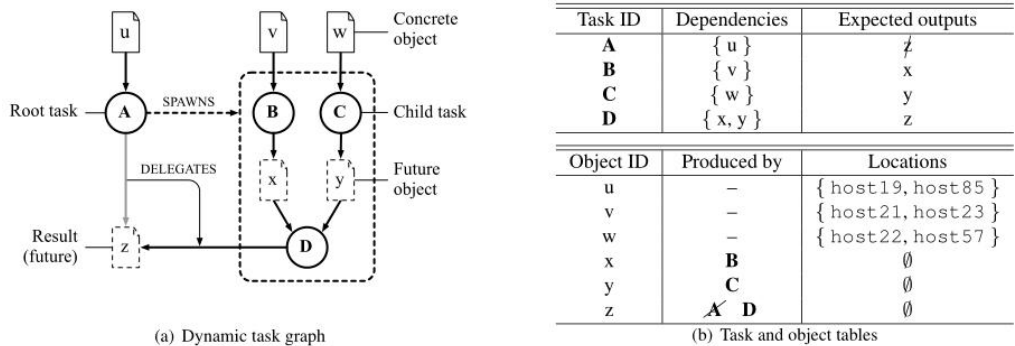 u
v
w
Concrete object
Root task
A
SPAWNS
B
C
Child task
DELEGATES
x
y
Future object
Result (future)
z
D
(a) Dynamic task graph
Task ID Dependencies Expected outputs
A { u } z
B { v } x
C { w } y
D { x, y } z
Object ID Produced by Locations
u – { host19, host85 }
v – { host21, host23 }
w – { host22, host57 }
x B ∅
y C ∅
z A D ∅
(b) Task and object tables